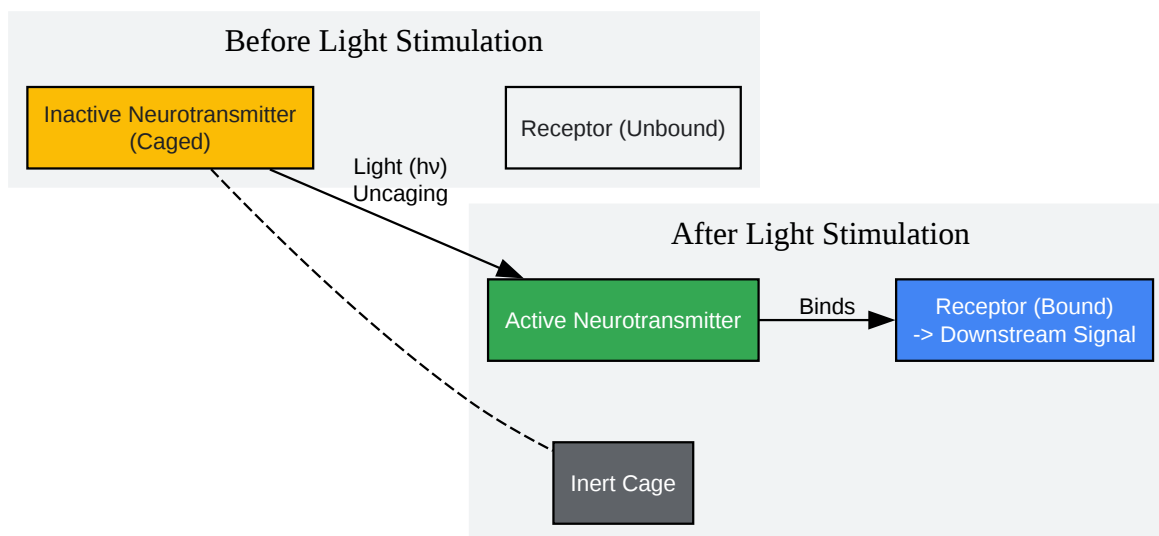 Before Light Stimulation
Inactive Neurotransmitter
(Caged)
Receptor (Unbound)
Light (hν)
Uncaging
After Light Stimulation
Active Neurotransmitter
Binds
Receptor (Bound)
-> Downstream Signal
Inert Cage